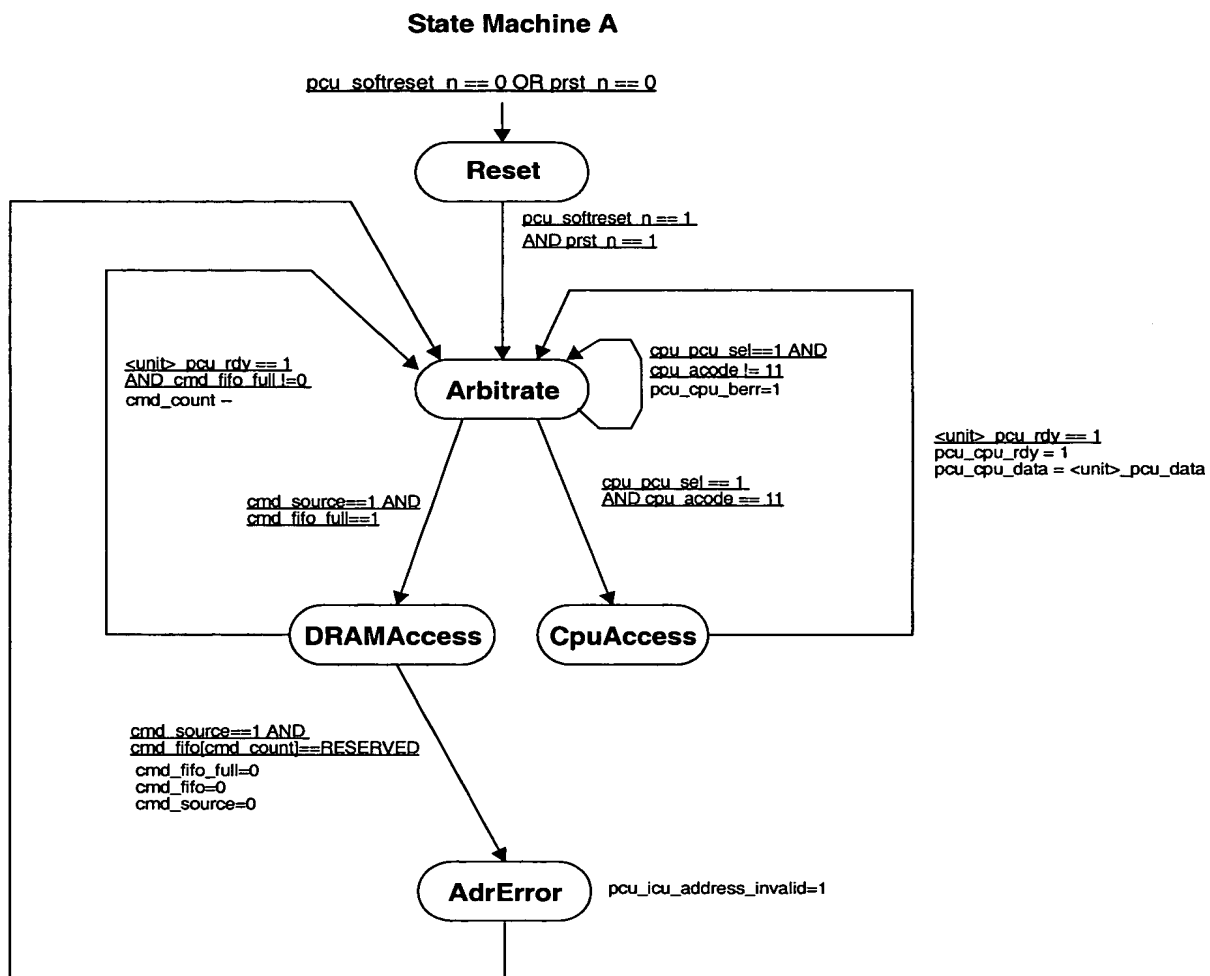 State Machine A
pcu_softreset_n == 0 OR prst_n == 0
Reset
pcu_softreset_n == 1
AND prst_n == 1
<unit>_pcu_rdy == 1
AND cmd_fifo_full !=0
cmd_count --
Arbitrate
cpu_pcu_sel==1 AND
cpu_acode != 11
pcu_cpu_berr=1
<unit>_pcu_rdy == 1
pcu_cpu_rdy = 1
pcu_cpu_data = <unit>_pcu_data
cmd_source==1 AND
cmd_fifo_full==1
cpu_pcu_sel == 1
AND cpu_acode == 11
DRAMAccess
CpuAccess
cmd_source==1 AND
cmd_fifo[cmd_count]==RESERVED
cmd_fifo_full=0
cmd_fifo=0
cmd_source=0
AdrError
pcu_icu_address_invalid=1